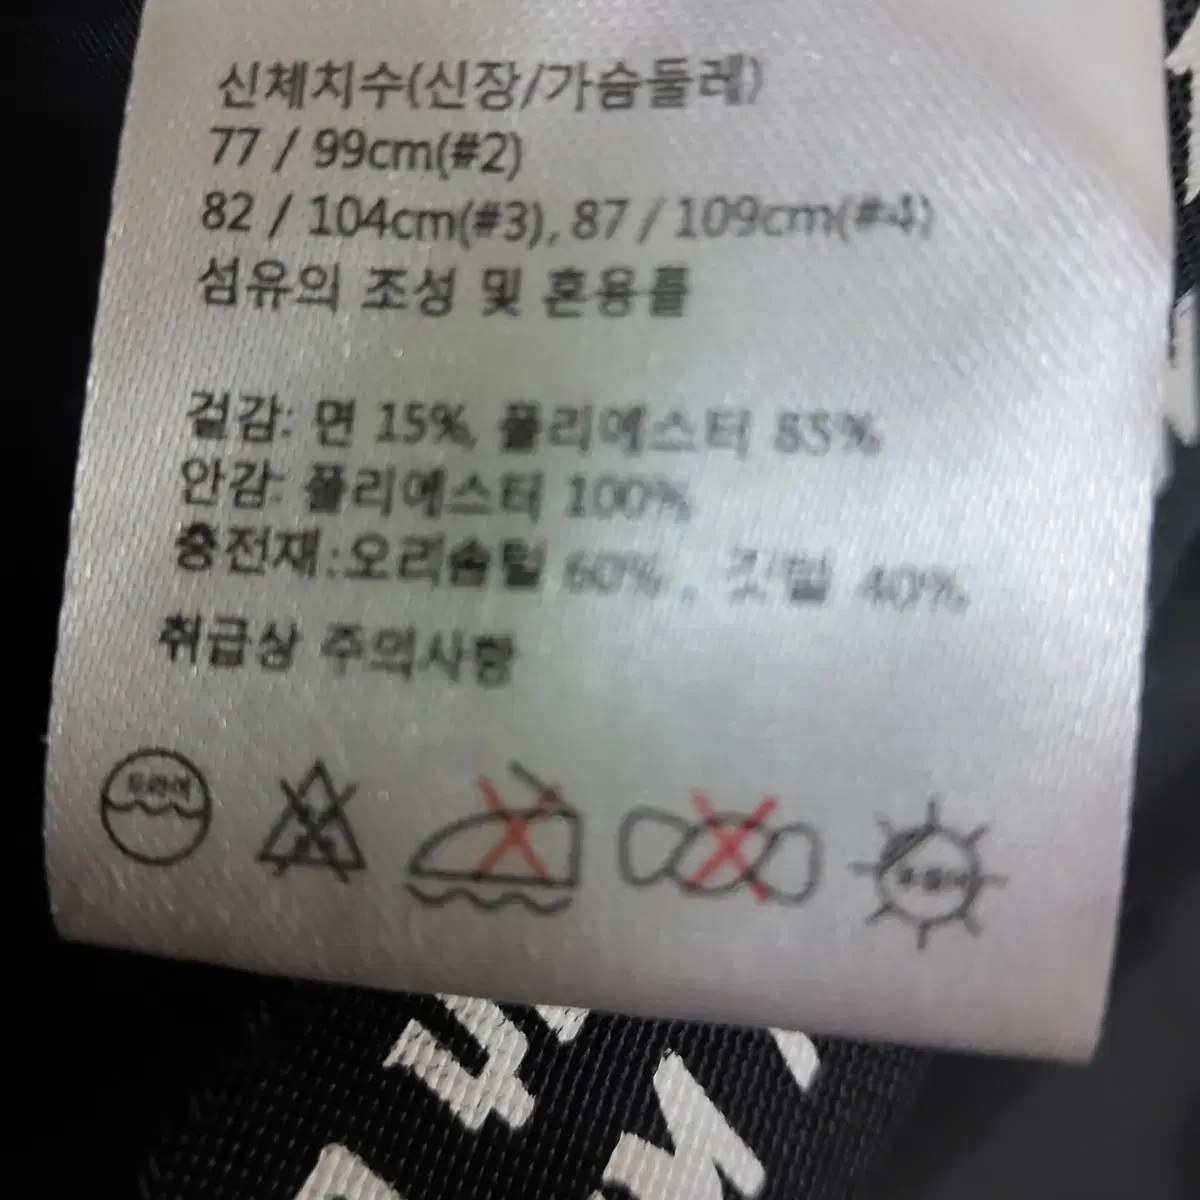 신체치수(신장/가슴둘레)
77 / 99cm(#2)
82 / 104cm(#3), 87 / 109cm(#4)
섬유의 조성 및 혼용률
겉감: 면 15%, 폴리에스터 85%
안감: 폴리에스터 100%
충전재:오리솜털 60% , 깃털 40%
취급상 주의사항
드라이